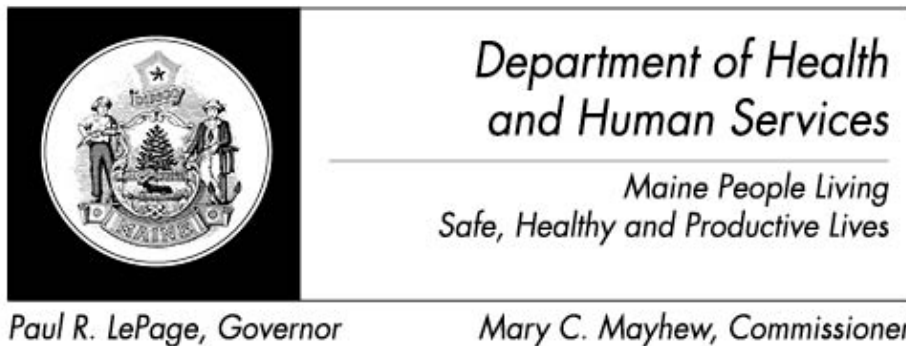 Department of Health
and Human Services
Maine People Living
Safe, Healthy and Productive Lives
MAINE
Paul R. LePage, Governor
Mary C. Mayhew, Commissioner